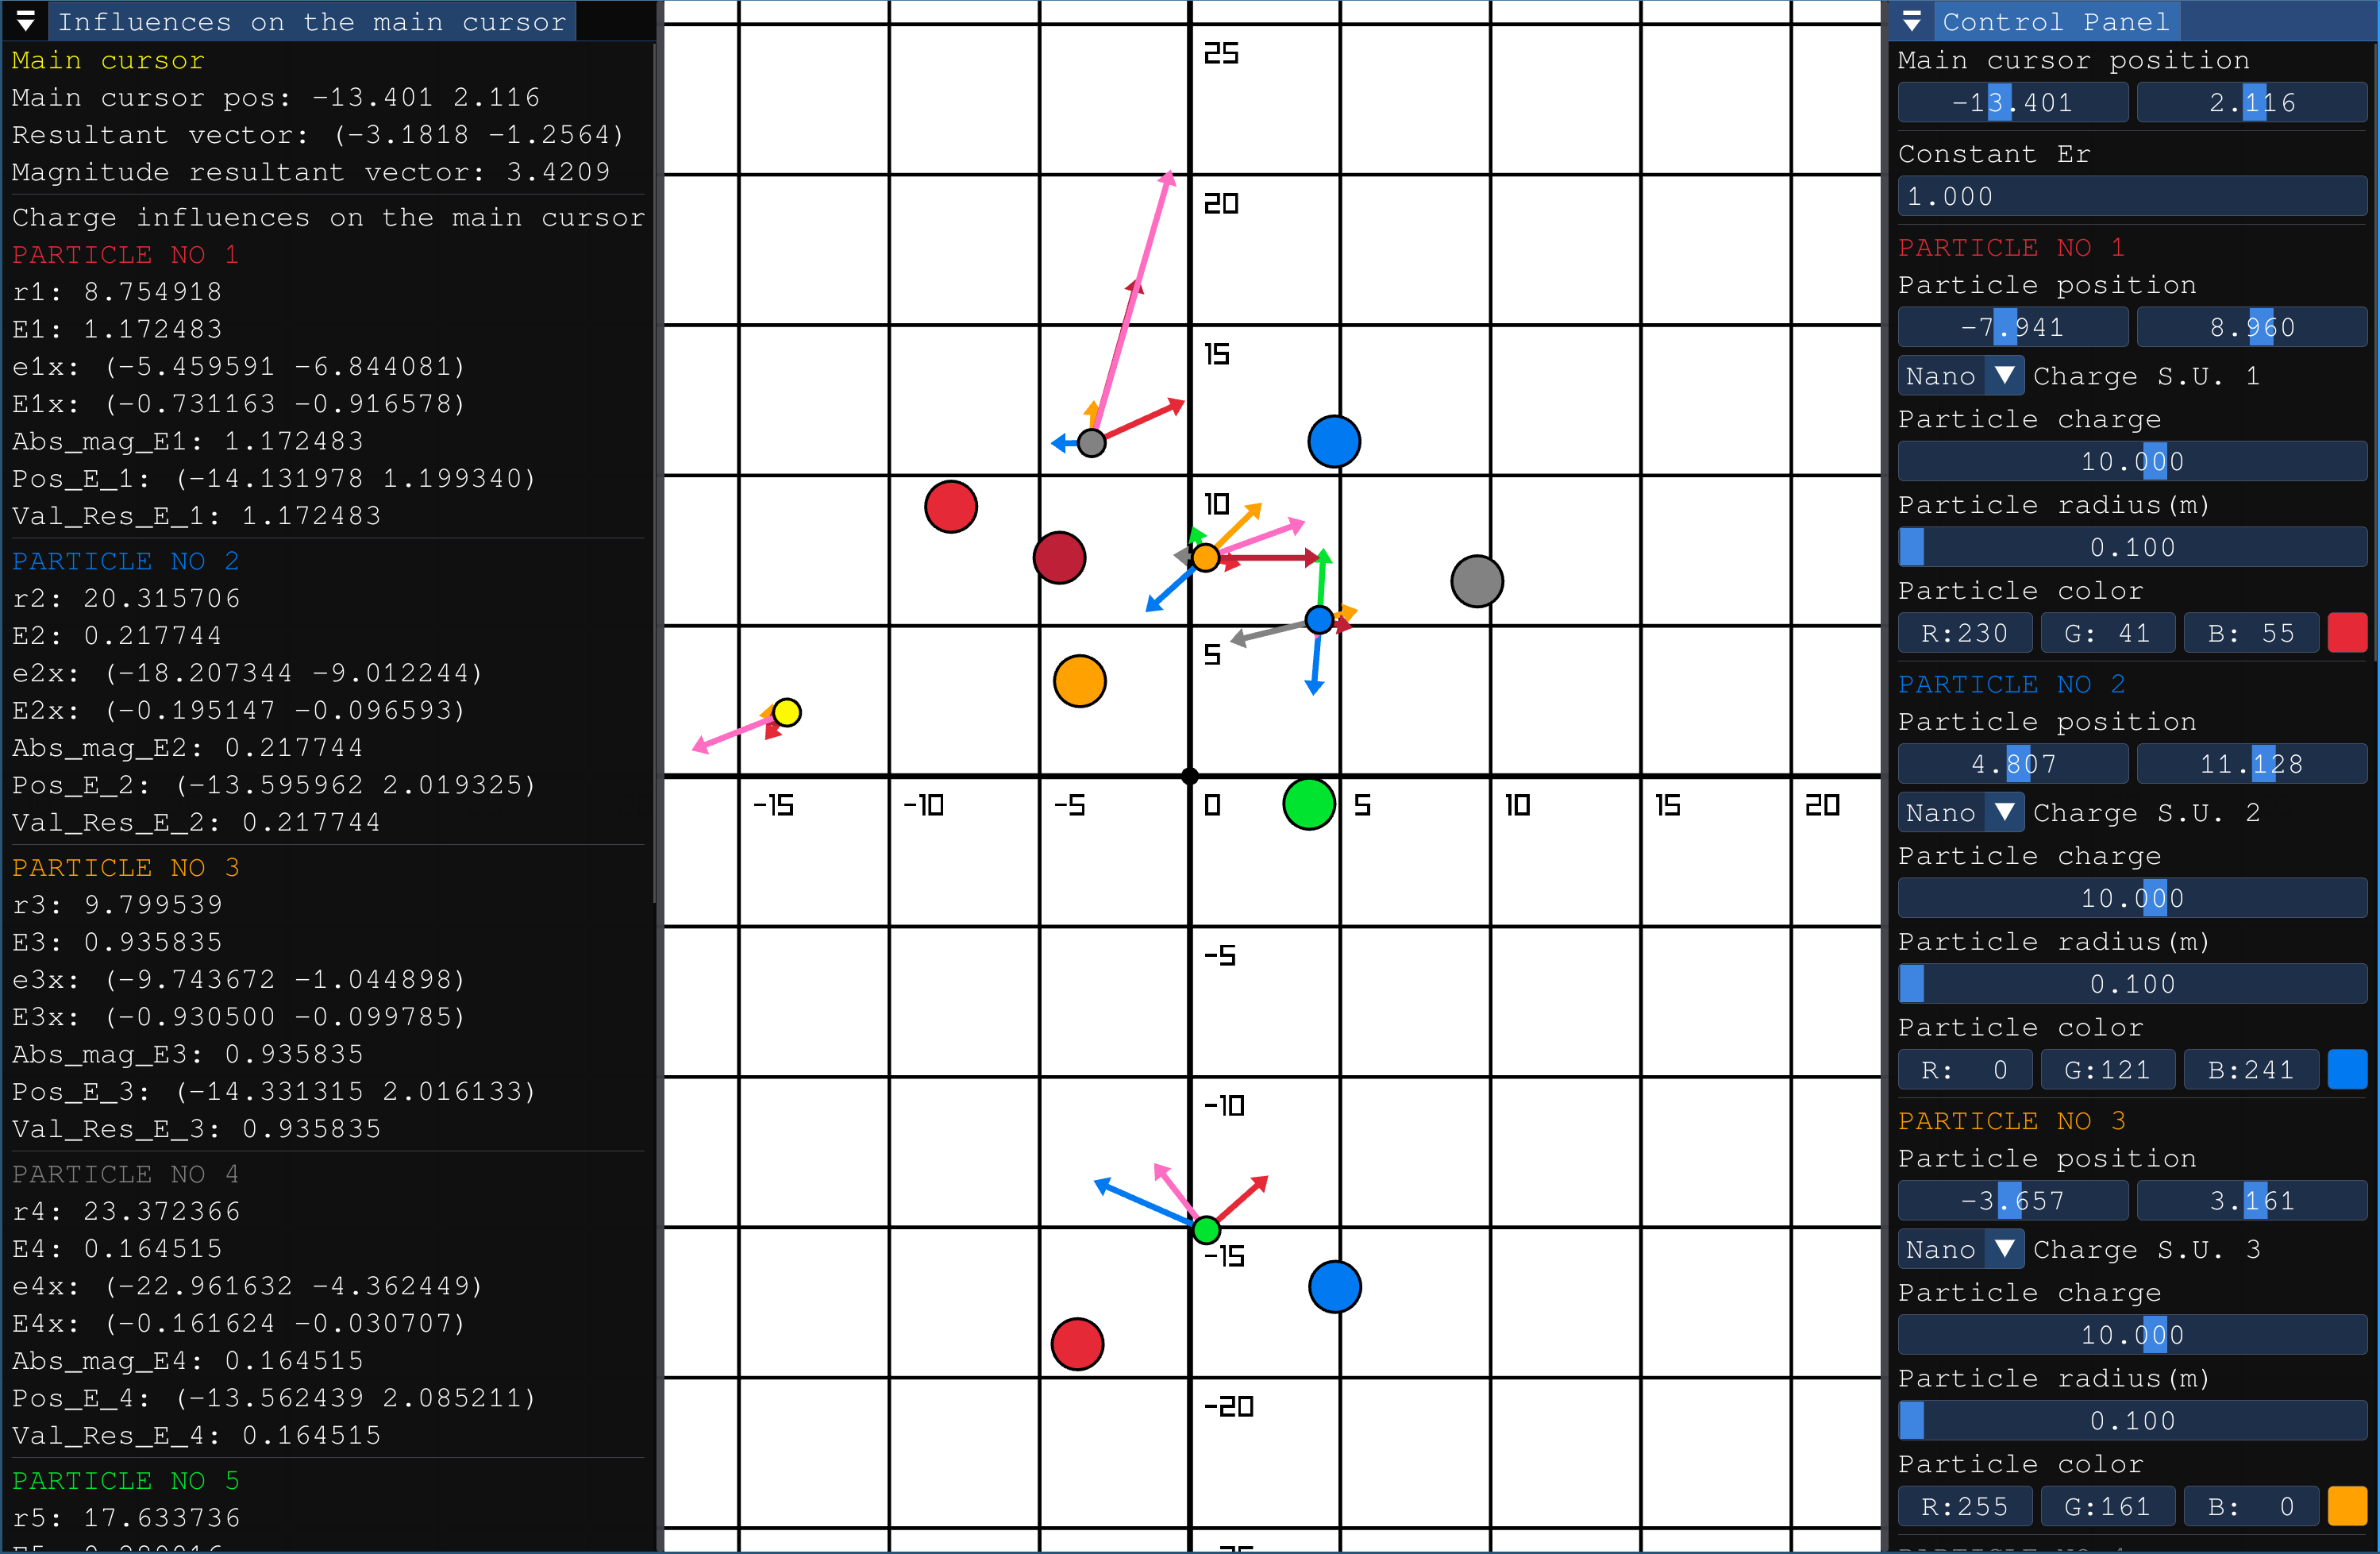 Influences on the main cursor
Main cursor
Main cursor pos: -13.401 2.116
Resultant vector: (-3.1818 -1.2564)
Magnitude resultant vector: 3.4209
Charge influences on the main cursor
PARTICLE NO 1
r1: 8.754918
E1: 1.172483
e1x: (-5.459591 -6.844081)
E1x: (-0.731163 -0.916578)
Abs_mag_E1: 1.172483
Pos_E_1: (-14.131978 1.199340)
Val_Res_E_1: 1.172483
PARTICLE NO 2
r2: 20.315706
E2: 0.217744
e2x: (-18.207344 -9.012244)
E2x: (-0.195147 -0.096593)
Abs_mag_E2: 0.217744
Pos_E_2: (-13.595962 2.019325)
Val_Res_E_2: 0.217744
PARTICLE NO 3
r3: 9.799539
E3: 0.935835
e3x: (-9.743672 -1.044898)
E3x: (-0.930500 -0.099785)
Abs_mag_E3: 0.935835
Pos_E_3: (-14.331315 2.016133)
Val_Res_E_3: 0.935835
PARTICLE NO 4
r4: 23.372366
E4: 0.164515
e4x: (-22.961632 -4.362449)
E4x: (-0.161624 -0.030707)
Abs_mag_E4: 0.164515
Pos_E_4: (-13.562439 2.085211)
Val_Res_E_4: 0.164515
PARTICLE NO 5
r5: 17.633736
25
20
15
10
5
-15 -10 -5 0 5 10 15 20
-5
-10
-15
-20
Control Panel
Main cursor position
-13.401 2.116
Constant Er
1.000
PARTICLE NO 1
Particle position
-7.941 8.960
Nano Charge S.U. 1
Particle charge
10.000
Particle radius(m)
0.100
Particle color
R:230 G: 41 B: 55
PARTICLE NO 2
Particle position
4.807 11.128
Nano Charge S.U. 2
Particle charge
10.000
Particle radius(m)
0.100
Particle color
R: 0 G:121 B:241
PARTICLE NO 3
Particle position
-3.657 3.161
Nano Charge S.U. 3
Particle charge
10.000
Particle radius(m)
0.100
Particle color
R:255 G:161 B: 0